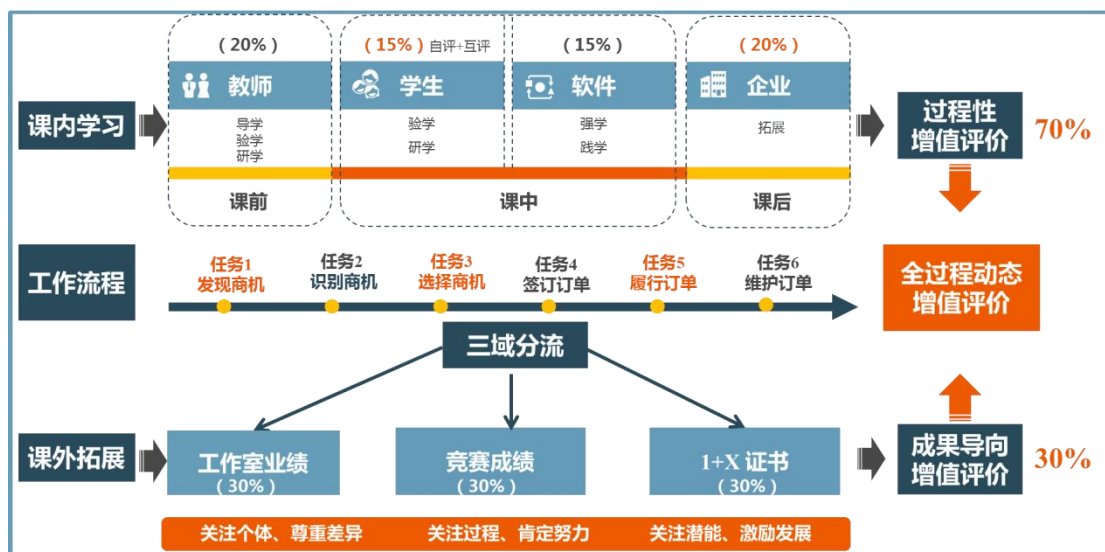 （20%）
（15%）自评+互评
（15%）
（20%）
教师
学生
软件
企业
课内学习
导学
验学
研学
验学
研学
强学
践学
拓展
过程性
增值评价
70%
课前
课中
课后
工作流程
任务1
发现商机
任务2
识别商机
任务3
选择商机
任务4
签订订单
任务5
履行订单
任务6
维护订单
全过程动态
增值评价
三域分流
课外拓展
工作室业绩
（30%）
竞赛成绩
（30%）
1+X 证书
（30%）
成果导向
增值评价
30%
关注个体、尊重差异
关注过程、肯定努力
关注潜能、激励发展